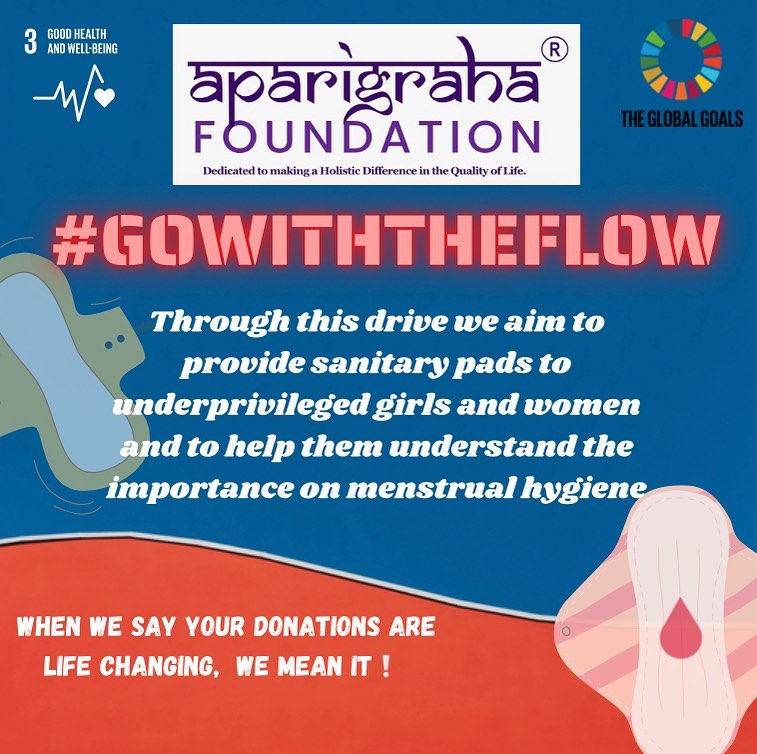 3 GOOD HEALTH
AND WELL-BEING
aparigraha ®
FOUNDATION
Dedicated to making a Holistic Difference in the Quality of Life.
THE GLOBAL GOALS
#GOWITHTHEFLOW
Through this drive we aim to
provide sanitary pads to
underprivileged girls and women
and to help them understand the
importance on menstrual hygiene
WHEN WE SAY YOUR DONATIONS ARE
LIFE CHANGING, WE MEAN IT !